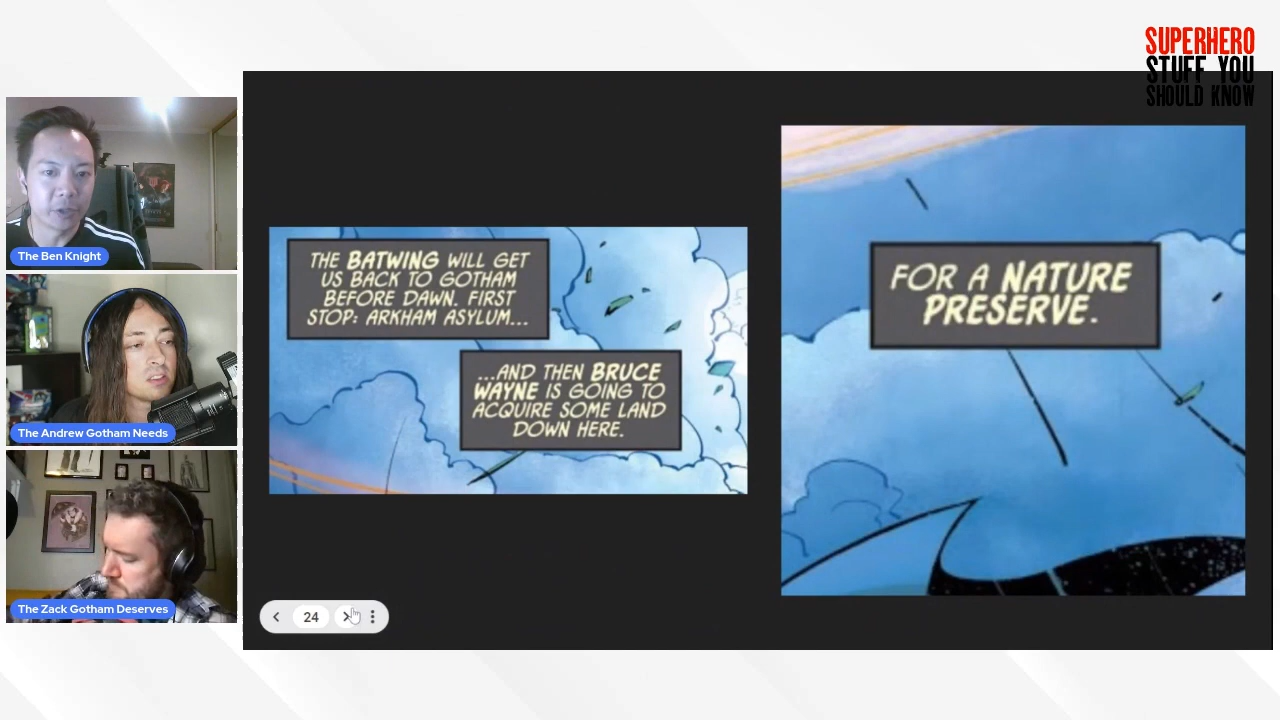 SUPERHERO
STUFF YOU
SHOULD KNOW
The Ben Knight
The Andrew Gotham Needs
The Zack Gotham Deserves
THE BATWING WILL GET
US BACK TO GOTHAM
BEFORE DAWN. FIRST
STOP: ARKHAM ASYLUM...
...AND THEN BRUCE
WAYNE IS GOING TO
ACQUIRE SOME LAND
DOWN HERE.
FOR A NATURE
PRESERVE.
24